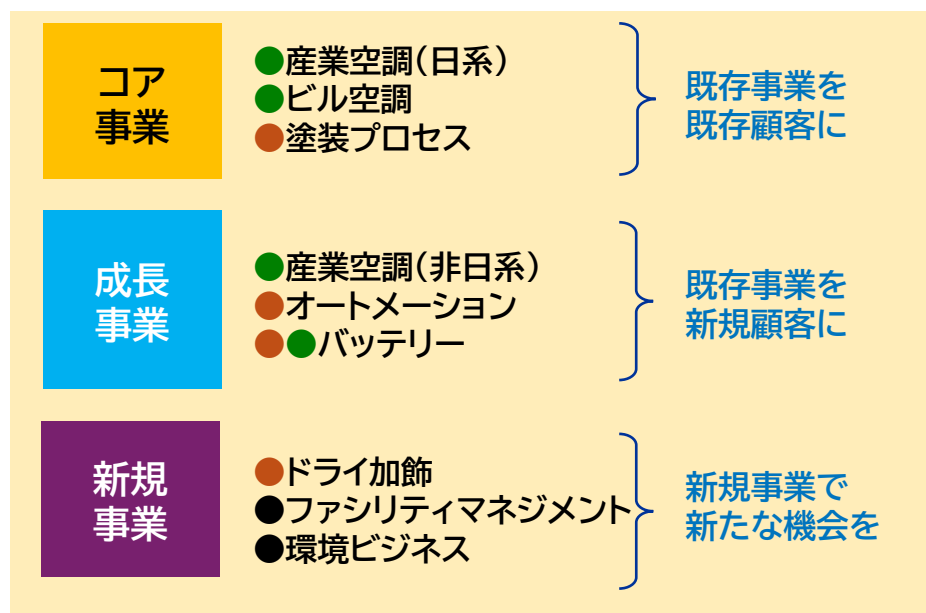 コア
事業
●産業空調(日系)
●ビル空調
●塗装プロセス
既存事業を
既存顧客に
成長
事業
●産業空調(非日系)
●オートメーション
●●バッテリー
既存事業を
新規顧客に
新規
事業
●ドライ加飾
●ファシリティマネジメント
●環境ビジネス
新規事業で
新たな機会を